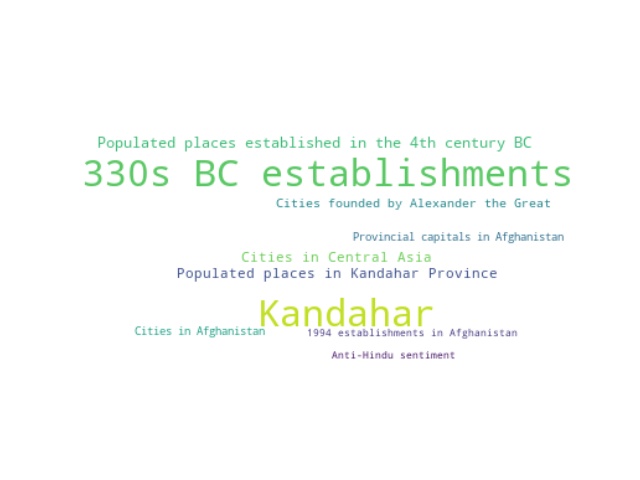 Populated places established in the 4th century BC
330s BC establishments
Cities founded by Alexander the Great
Provincial capitals in Afghanistan
Cities in Central Asia
Populated places in Kandahar Province
Kandahar
Cities in Afghanistan
1994 establishments in Afghanistan
Anti-Hindu sentiment